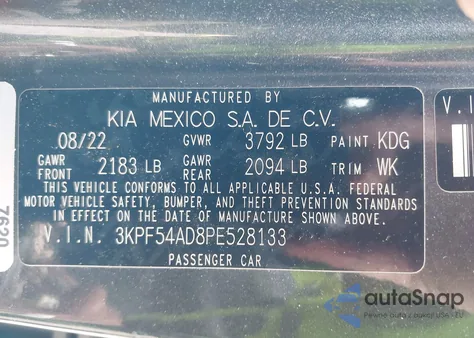 MANUFACTURED BY
KIA MEXICO S.A. DE C.V.
08/22 GVWR 3792 LB PAINT KDG
GAWR FRONT 2183 LB GAWR REAR 2094 LB TRIM WK
THIS VEHICLE CONFORMS TO ALL APPLICABLE U.S.A. FEDERAL
MOTOR VEHICLE SAFETY, BUMPER, AND THEFT PREVENTION STANDARDS
IN EFFECT ON THE DATE OF MANUFACTURE SHOWN ABOVE.
V.I.N. 3KPF54AD8PE528133
PASSENGER CAR
V.I
2620
autoSnap